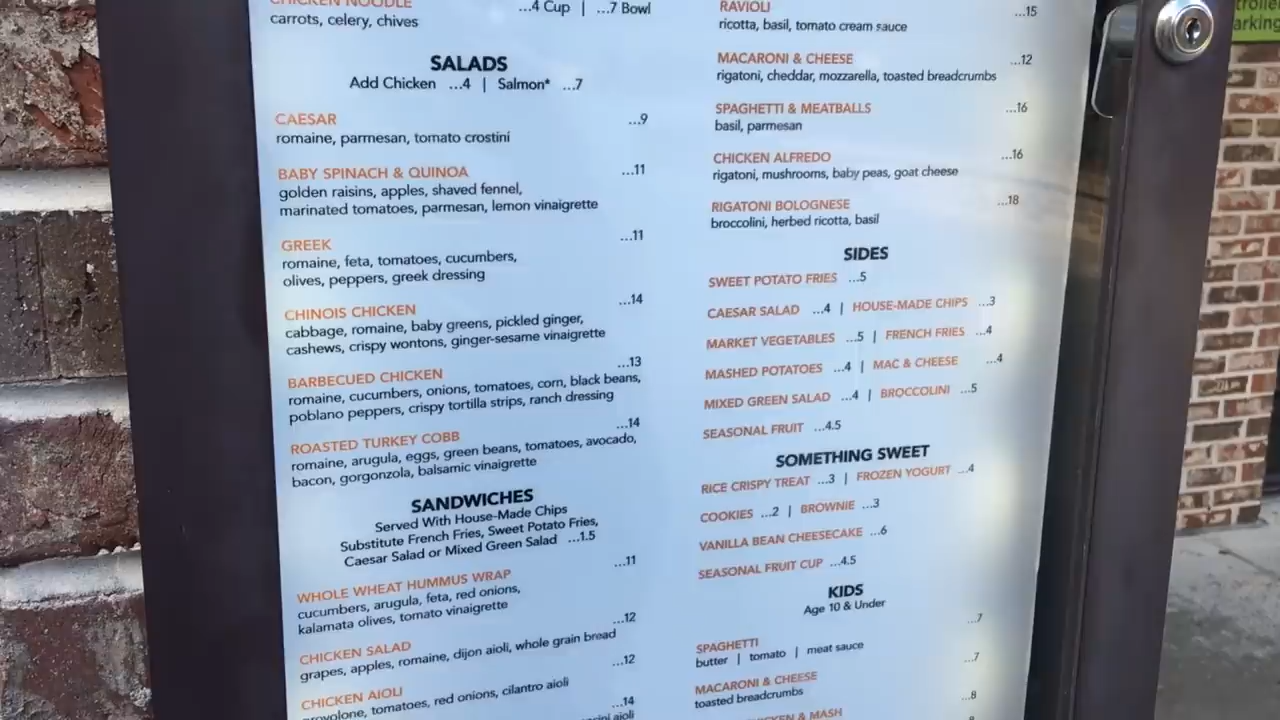 CHICKEN NOODLE ...4 Cup | ...7 Bowl
carrots, celery, chives
SALADS
Add Chicken ...4 | Salmon* ...7
CAESAR ...9
romaine, parmesan, tomato crostini
BABY SPINACH & QUINOA ...11
golden raisins, apples, shaved fennel,
marinated tomatoes, parmesan, lemon vinaigrette
GREEK ...11
romaine, feta, tomatoes, cucumbers,
olives, peppers, greek dressing
CHINOIS CHICKEN ...14
cabbage, romaine, baby greens, pickled ginger,
cashews, crispy wontons, ginger-sesame vinaigrette
BARBECUED CHICKEN ...13
romaine, cucumbers, onions, tomatoes, corn, black beans,
poblano peppers, crispy tortilla strips, ranch dressing
ROASTED TURKEY COBB ...14
romaine, arugula, eggs, green beans, tomatoes, avocado,
bacon, gorgonzola, balsamic vinaigrette
SANDWICHES
Served With House-Made Chips
Substitute French Fries, Sweet Potato Fries,
Caesar Salad or Mixed Green Salad ...1.5
WHOLE WHEAT HUMMUS WRAP ...11
cucumbers, arugula, feta, red onions,
kalamata olives, tomato vinaigrette
CHICKEN SALAD ...12
grapes, apples, romaine, dijon aioli, whole grain bread
CHICKEN AIOLI ...12
provolone, tomatoes, red onions, cilantro aioli
...14
aioli
RAVIOLI ...15
ricotta, basil, tomato cream sauce
MACARONI & CHEESE ...12
rigatoni, cheddar, mozzarella, toasted breadcrumbs
SPAGHETTI & MEATBALLS ...16
basil, parmesan
CHICKEN ALFREDO ...16
rigatoni, mushrooms, baby peas, goat cheese
RIGATONI BOLOGNESE ...18
broccolini, herbed ricotta, basil
SIDES
SWEET POTATO FRIES ...5
CAESAR SALAD ...4 | HOUSE-MADE CHIPS ...3
MARKET VEGETABLES ...5 | FRENCH FRIES ...4
MASHED POTATOES ...4 | MAC & CHEESE ...4
MIXED GREEN SALAD ...4 | BROCCOLINI ...5
SEASONAL FRUIT ...4.5
SOMETHING SWEET
RICE CRISPY TREAT ...3 | FROZEN YOGURT ...4
COOKIES ...2 | BROWNIE ...3
VANILLA BEAN CHEESECAKE ...6
SEASONAL FRUIT CUP ...4.5
KIDS
Age 10 & Under
SPAGHETTI ...7
butter | tomato | meat sauce
MACARONI & CHEESE ...7
toasted breadcrumbs
CHICKEN & MASH ...8